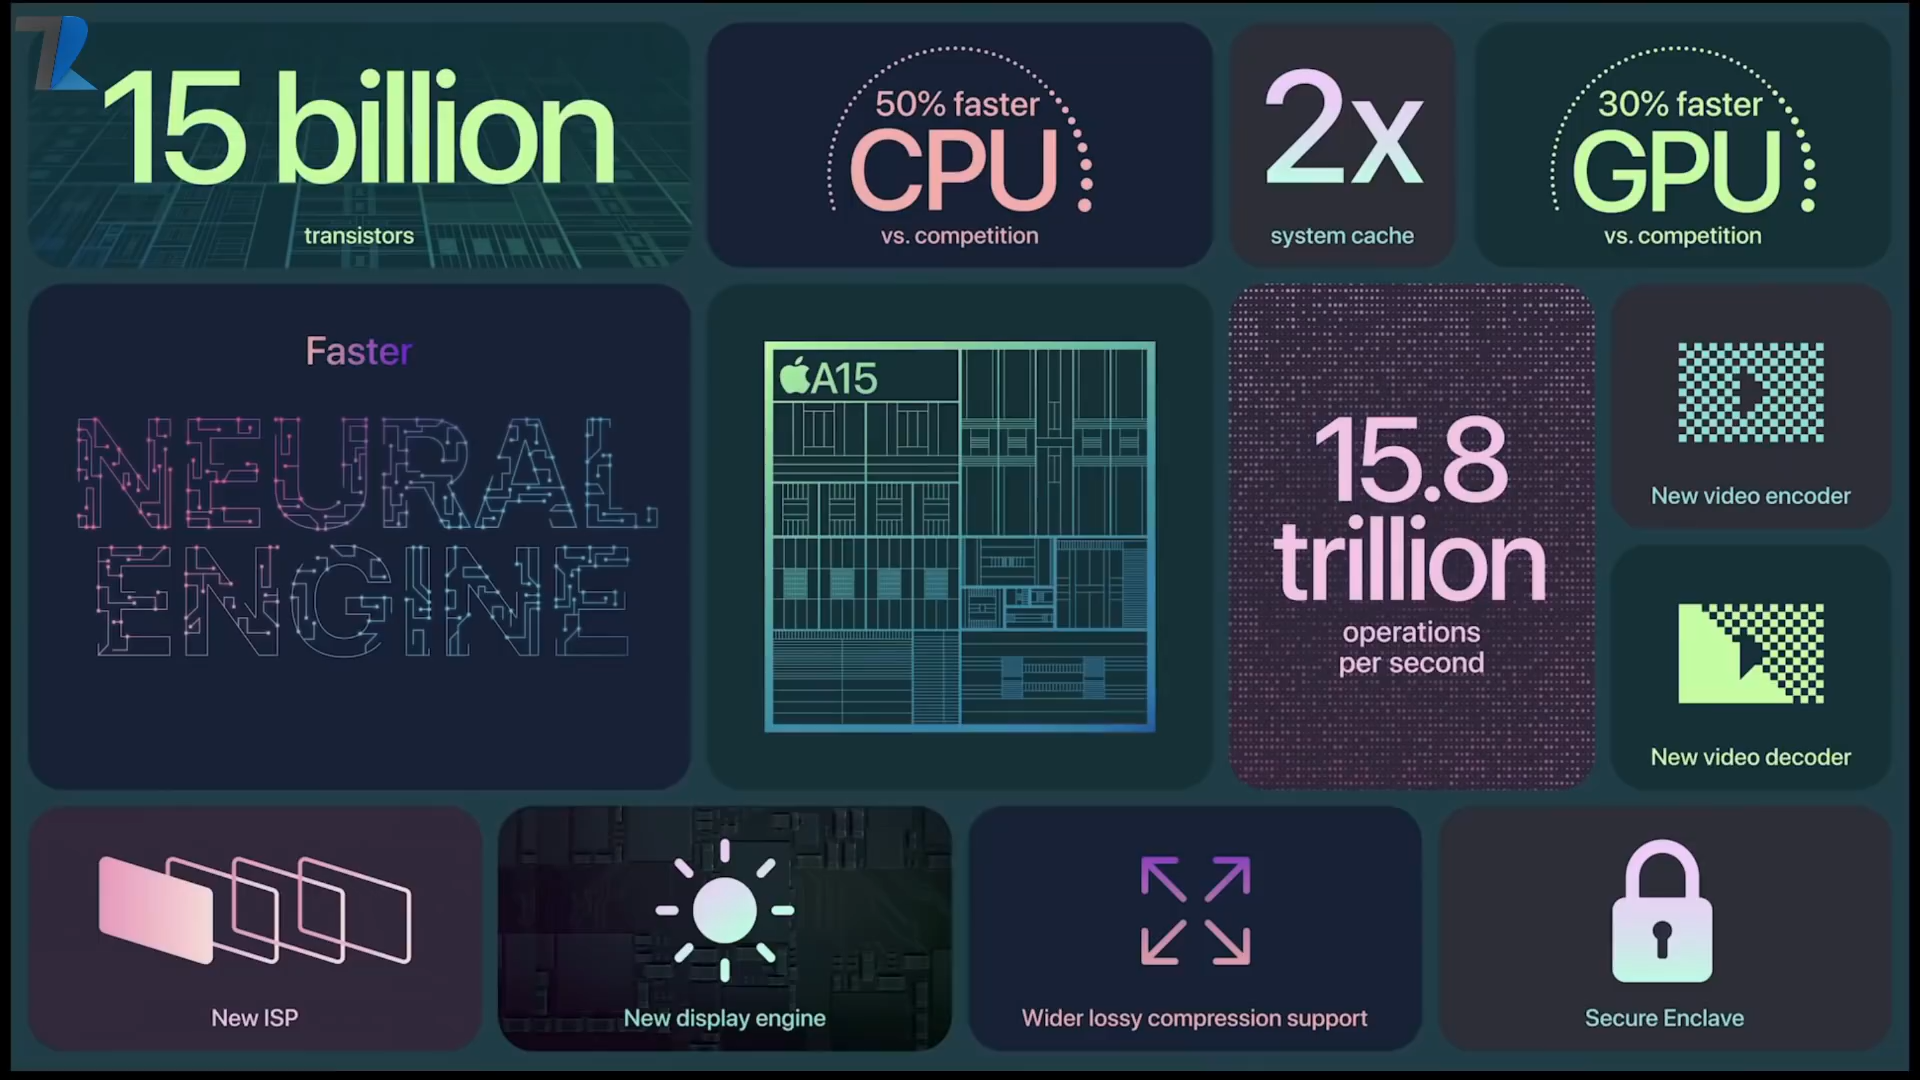 15 billion
transistors
50% faster
CPU
vs. competition
2x
system cache
30% faster
GPU
vs. competition
Faster
NEURAL
ENGINE
A15
15.8
trillion
operations
per second
New video encoder
New video decoder
New ISP
New display engine
Wider lossy compression support
Secure Enclave